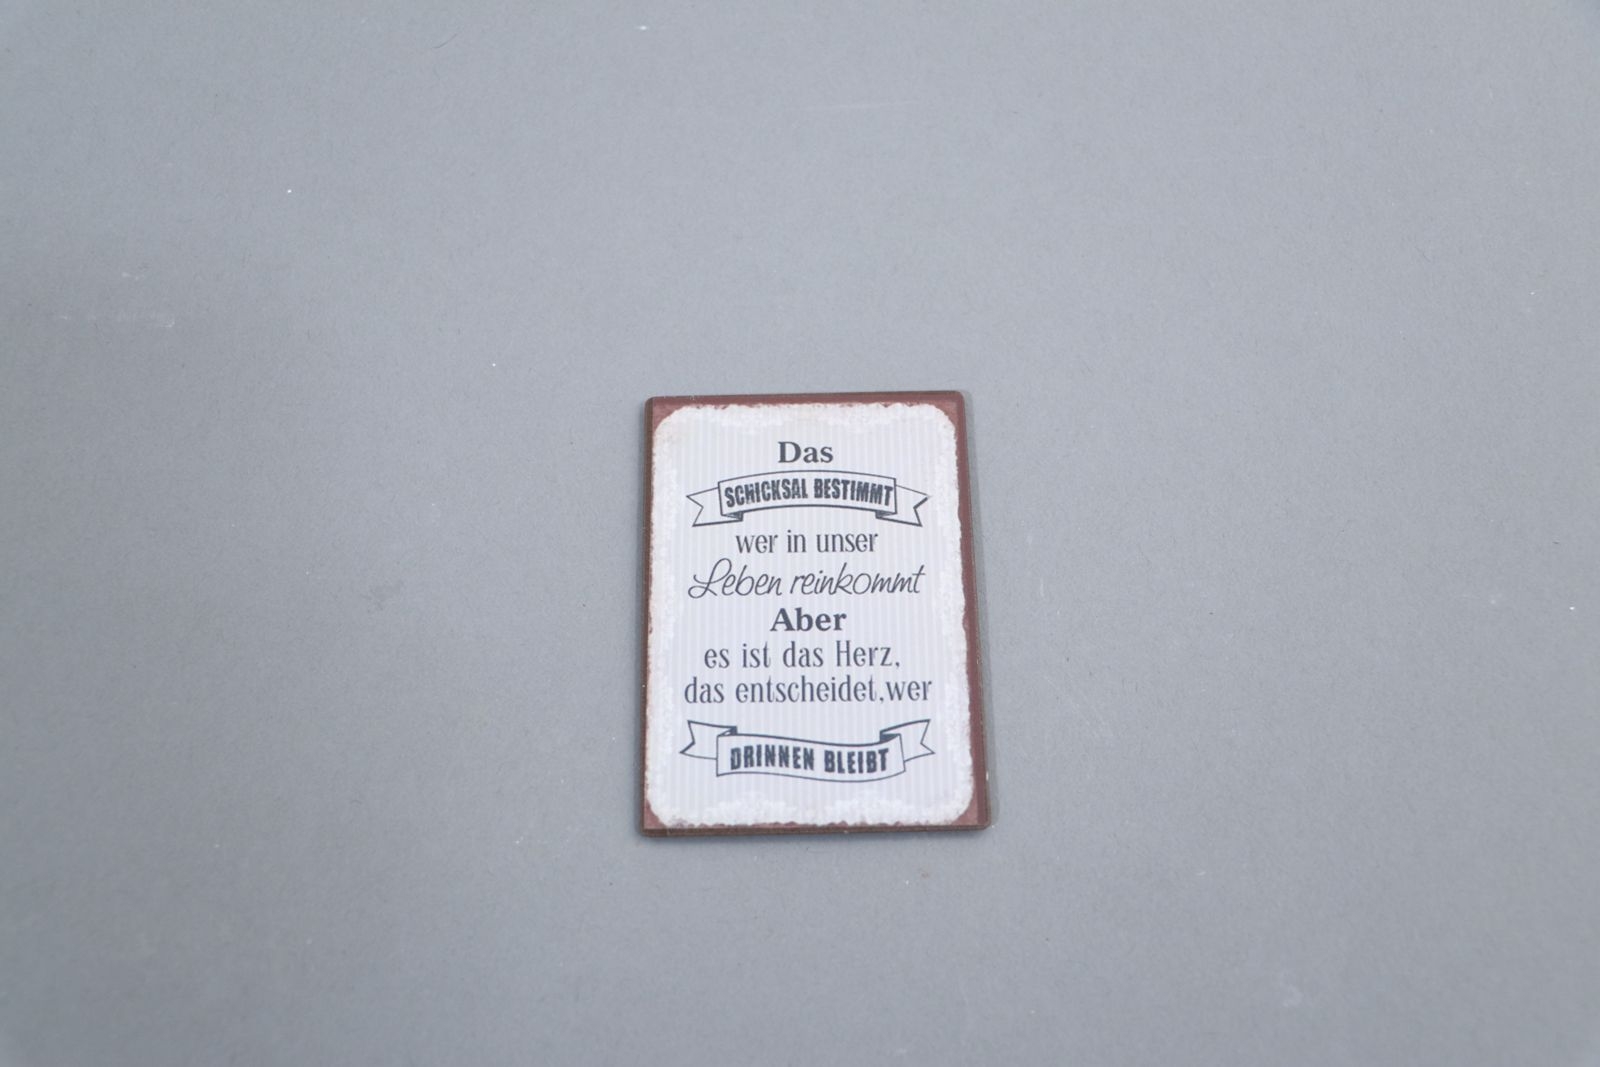 Das
SCHICKSAL BESTIMMT
wer in unser
Leben reinkommt
Aber
es ist das Herz,
das entscheidet,wer
DRINNEN BLEIBT